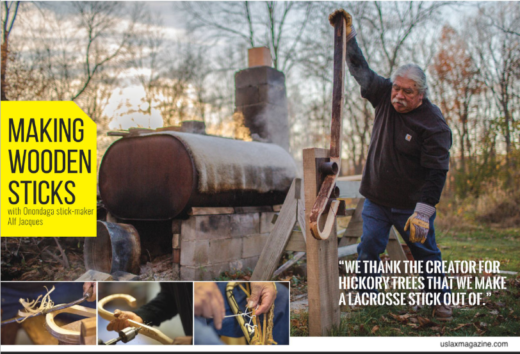 MAKING
WOODEN
STICKS
with Onondaga stick-maker
Alf Jacques
“WE THANK THE CREATOR FOR
HICKORY TREES THAT WE MAKE
A LACROSSE STICK OUT OF.”
uslaxmagazine.com